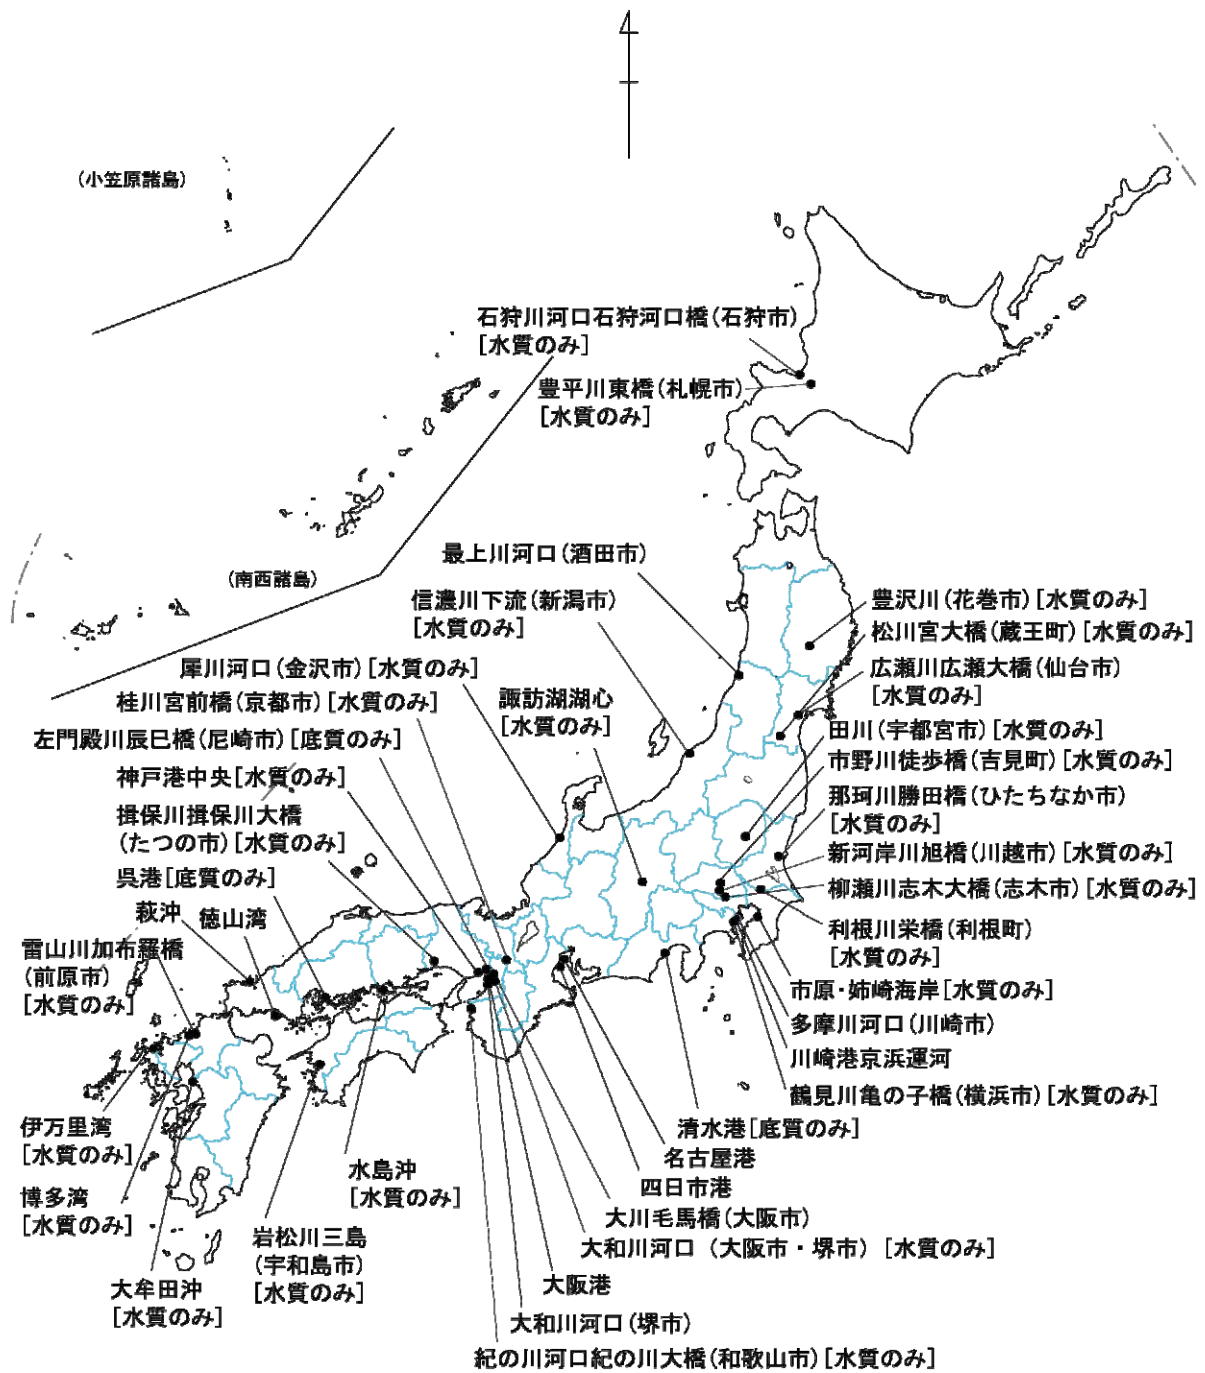 (小笠原諸島)
石狩川河口石狩河口橋(石狩市)
[水質のみ]
豊平川東橋(札幌市)
[水質のみ]
(南西諸島)
最上川河口(酒田市)
信濃川下流(新潟市)
[水質のみ]
犀川河口(金沢市)[水質のみ]
桂川宮前橋(京都市)[水質のみ]
左門殿川辰巳橋(尼崎市)[底質のみ]
神戸港中央[水質のみ]
揖保川揖保川大橋
(たつの市)[水質のみ]
呉港[底質のみ]
萩沖
徳山湾
雷山川加布羅橋
(前原市)
[水質のみ]
諏訪湖湖心
[水質のみ]
豊沢川(花巻市)[水質のみ]
松川宮大橋(蔵王町)[水質のみ]
広瀬川広瀬大橋(仙台市)
[水質のみ]
田川(宇都宮市)[水質のみ]
市野川徒歩橋(吉見町)[水質のみ]
那珂川勝田橋(ひたちなか市)
[水質のみ]
新河岸川旭橋(川越市)[水質のみ]
柳瀬川志木大橋(志木市)[水質のみ]
利根川栄橋(利根町)
[水質のみ]
市原・姉崎海岸[水質のみ]
多摩川河口(川崎市)
川崎港京浜運河
鶴見川亀の子橋(横浜市)[水質のみ]
清水港[底質のみ]
名古屋港
四日市港
大川毛馬橋(大阪市)
大和川河口(大阪市・堺市)[水質のみ]
大阪港
大和川河口(堺市)
紀の川河口紀の川大橋(和歌山市)[水質のみ]
水島沖
[水質のみ]
岩松川三島
(宇和島市)
[水質のみ]
伊万里湾
[水質のみ]
博多湾
[水質のみ]
大牟田沖
[水質のみ]